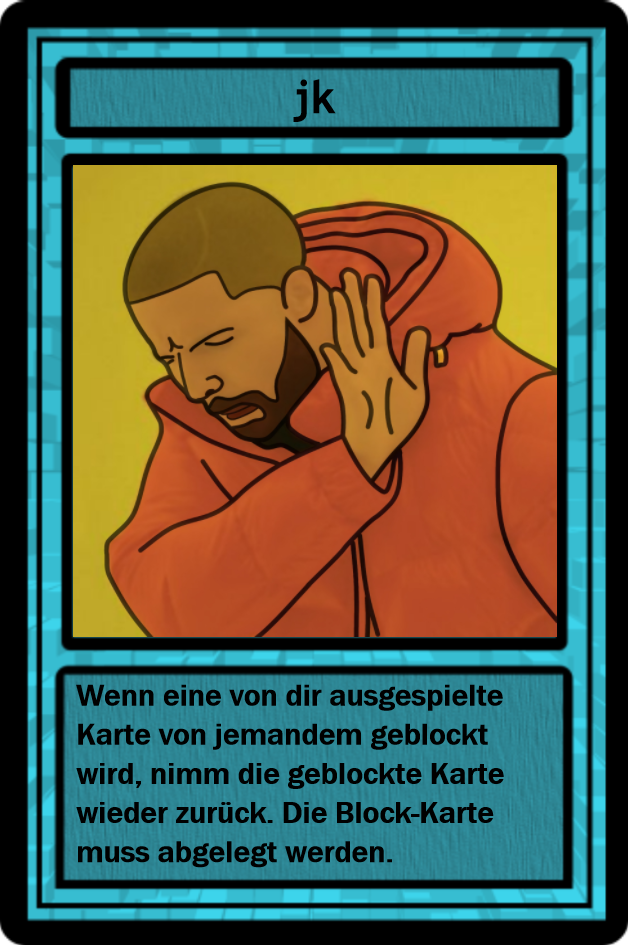 jk
Wenn eine von dir ausgespielte
Karte von jemandem geblockt
wird, nimm die geblockte Karte
wieder zurück. Die Block-Karte
muss abgelegt werden.